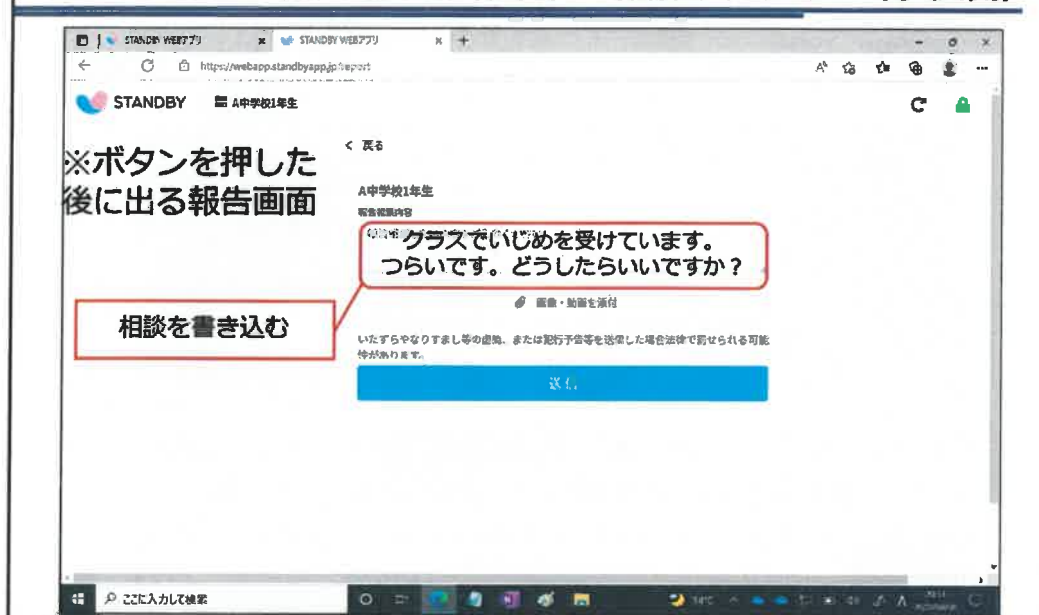 STANDBY WEBアプリ
STANDBY WEBアプリ
https://webapp.standbyapp.jp/report
STANDBY
A中学校1年生
※ボタンを押した
後に出る報告画面
戻る
A中学校1年生
報告相談内容
クラスでいじめを受けています。
つらいです。どうしたらいいですか？
画像・動画を添付
相談を書き込む
いたずらやなりすまし等の虚偽、または犯行予告等を送信した場合法律で罰せられる可能
性があります。
送信
ここに入力して検索
14℃